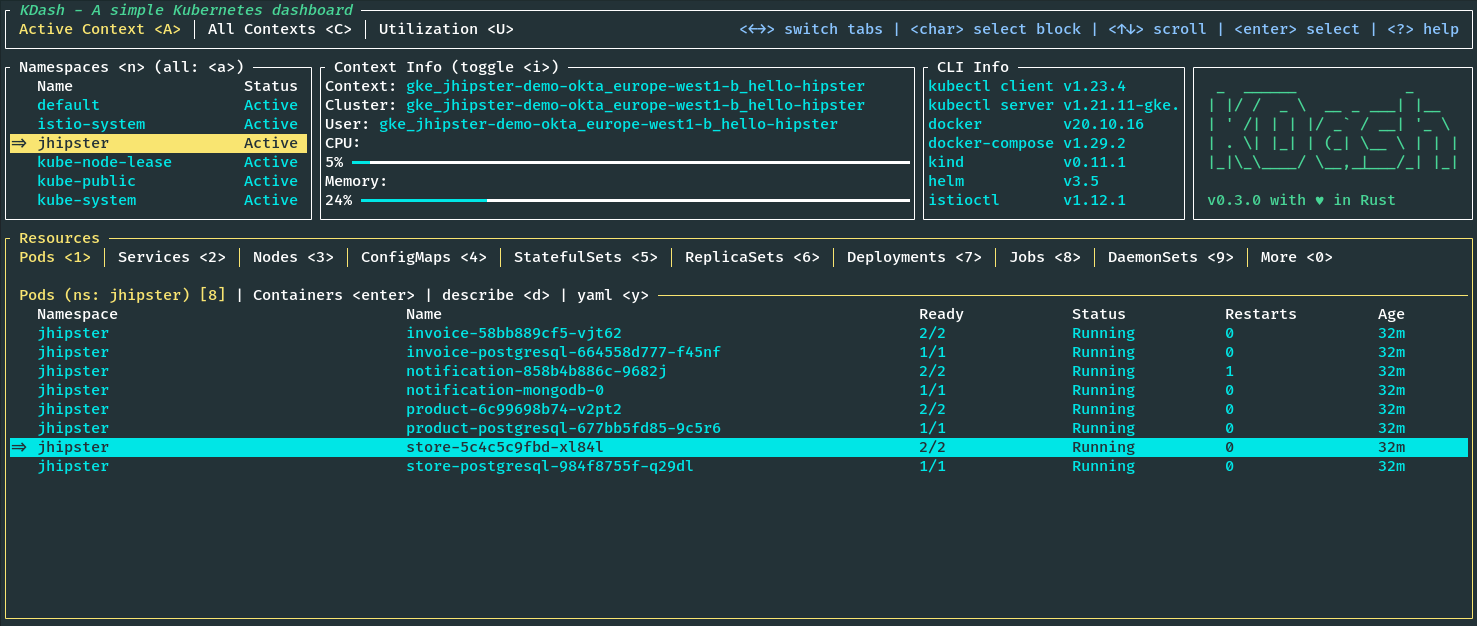 KDash - A simple Kubernetes dashboard
Active Context <A> │ All Contexts <C> │ Utilization <U>
<←→> switch tabs | <char> select block | <↑↓> scroll | <enter> select | <?> help
Namespaces <n> (all: <a>)
Name Status
default Active
istio-system Active
⇒ jhipster Active
kube-node-lease Active
kube-public Active
kube-system Active
Context Info (toggle <i>)
Context: gke_jhipster-demo-okta_europe-west1-b_hello-hipster
Cluster: gke_jhipster-demo-okta_europe-west1-b_hello-hipster
User: gke_jhipster-demo-okta_europe-west1-b_hello-hipster
CPU:
5%
Memory:
24%
CLI Info
kubectl client v1.23.4
kubectl server v1.21.11-gke.
docker v20.10.16
docker-compose v1.29.2
kind v0.11.1
helm v3.5
istioctl v1.12.1
KDash
v0.3.0 with ♥ in Rust
Resources
Pods <1> │ Services <2> │ Nodes <3> │ ConfigMaps <4> │ StatefulSets <5> │ ReplicaSets <6> │ Deployments <7> │ Jobs <8> │ DaemonSets <9> │ More <0>
Pods (ns: jhipster) [8] | Containers <enter> | describe <d> | yaml <y>
Namespace Name Ready Status Restarts Age
jhipster invoice-58bb889cf5-vjt62 2/2 Running 0 32m
jhipster invoice-postgresql-664558d777-f45nf 1/1 Running 0 32m
jhipster notification-858b4b886c-9682j 2/2 Running 1 32m
jhipster notification-mongodb-0 1/1 Running 0 32m
jhipster product-6c99698b74-v2pt2 2/2 Running 0 32m
jhipster product-postgresql-677bb5fd85-9c5r6 1/1 Running 0 32m
⇒ jhipster store-5c4c5c9fbd-xl84l 2/2 Running 0 32m
jhipster store-postgresql-984f8755f-q29dl 1/1 Running 0 32m